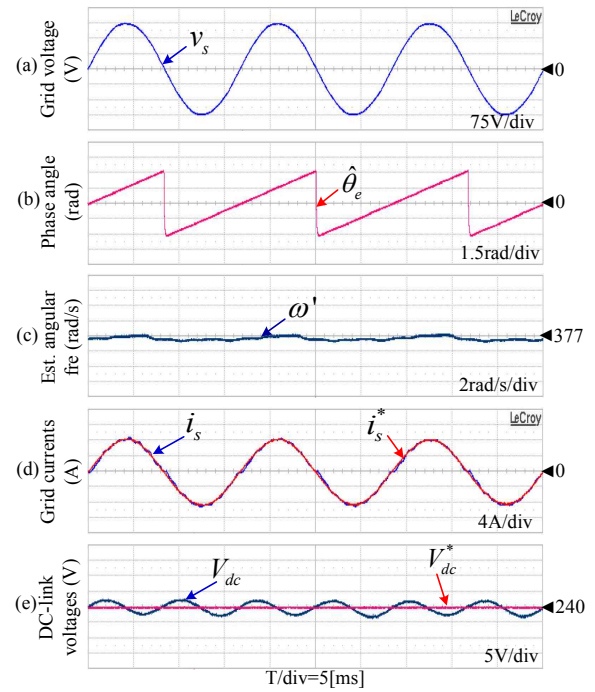 LeCroy
(a)
Grid voltage
(V)
v_s
0
75V/div
(b)
Phase angle
(rad)
θ̂_e
0
1.5rad/div
(c)
Est. angular
fre (rad/s)
ω'
377
2rad/s/div
LeCroy
(d)
Grid currents
(A)
i_s
i_s^*
0
4A/div
(e)
DC-link
voltages (V)
V_dc
V_dc^*
240
5V/div
T/div=5[ms]